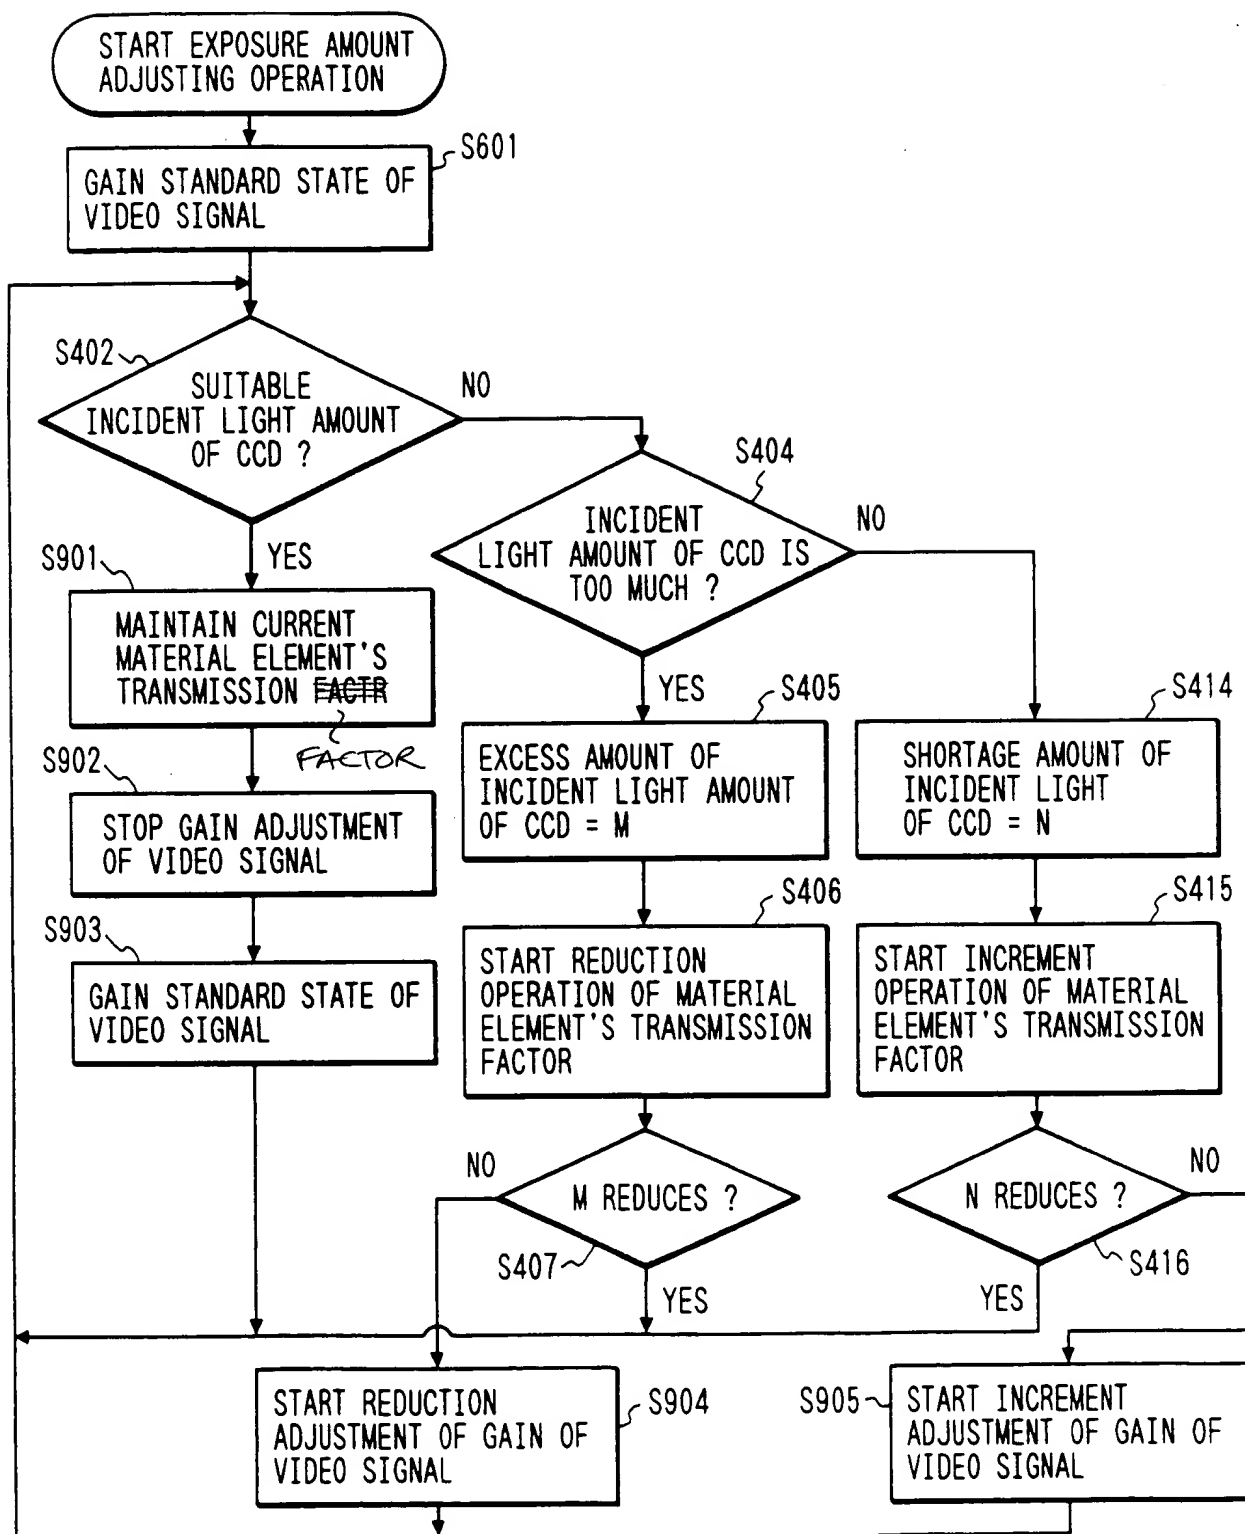 START EXPOSURE AMOUNT
ADJUSTING OPERATION
S601
GAIN STANDARD STATE OF
VIDEO SIGNAL
S402
SUITABLE
INCIDENT LIGHT AMOUNT
OF CCD ?
NO
S404
INCIDENT
LIGHT AMOUNT OF CCD IS
TOO MUCH ?
NO
YES
S901
MAINTAIN CURRENT
MATERIAL ELEMENT'S
TRANSMISSION FACTR
FACTOR
YES
S405
EXCESS AMOUNT OF
INCIDENT LIGHT AMOUNT
OF CCD = M
S414
SHORTAGE AMOUNT OF
INCIDENT LIGHT
OF CCD = N
S902
STOP GAIN ADJUSTMENT
OF VIDEO SIGNAL
S406
START REDUCTION
OPERATION OF MATERIAL
ELEMENT'S TRANSMISSION
FACTOR
S415
START INCREMENT
OPERATION OF MATERIAL
ELEMENT'S TRANSMISSION
FACTOR
S903
GAIN STANDARD STATE OF
VIDEO SIGNAL
NO
M REDUCES ?
S407
YES
NO
N REDUCES ?
S416
YES
START REDUCTION
ADJUSTMENT OF GAIN OF
VIDEO SIGNAL
S904
S905
START INCREMENT
ADJUSTMENT OF GAIN OF
VIDEO SIGNAL